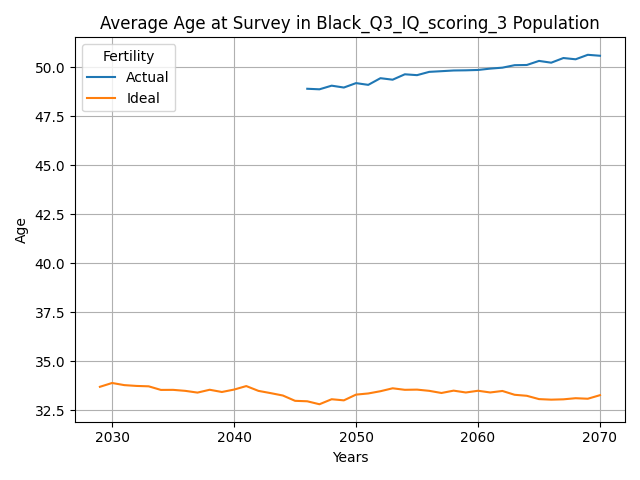 Average Age at Survey in Black_Q3_IQ_scoring_3 Population
Fertility
Actual
Ideal
50.0
47.5
45.0
42.5
40.0
37.5
35.0
32.5
Age
2030 2040 2050 2060 2070
Years